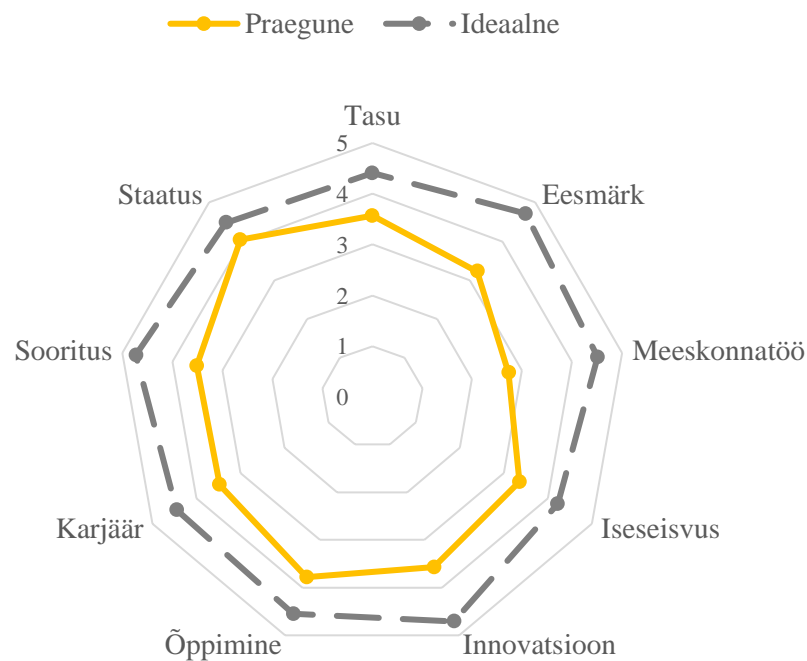 Praegune Ideaalne
Tasu
5
Staatus Eesmärk
4
3
2
Sooritus Meeskonnatöö
1
0
Karjäär Iseseisvus
Õppimine Innovatsioon